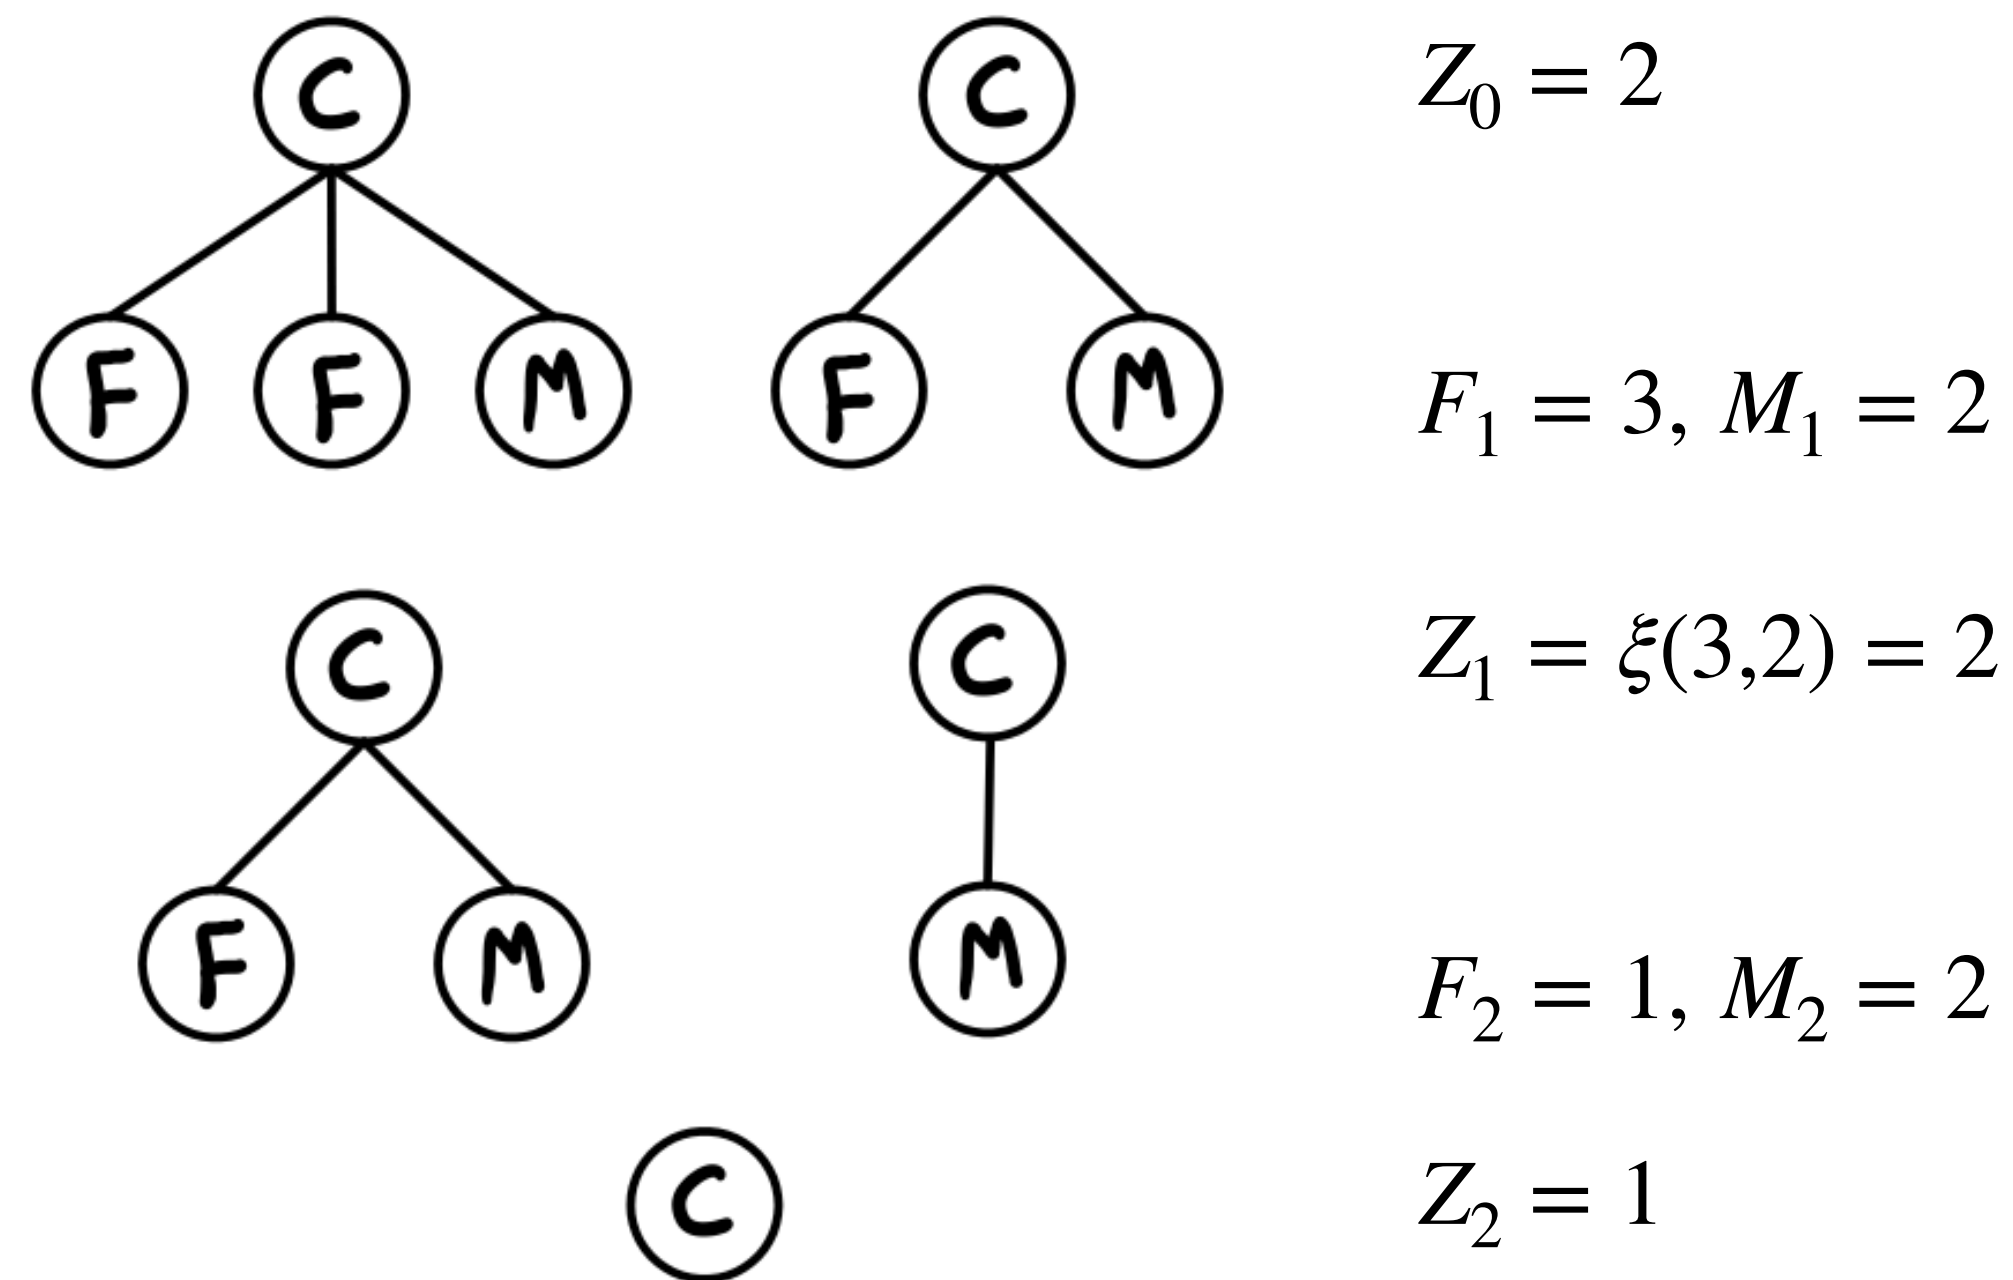 C C Z₀ = 2
F F M F M F₁ = 3, M₁ = 2
C C Z₁ = ξ(3,2) = 2
F M M F₂ = 1, M₂ = 2
C Z₂ = 1